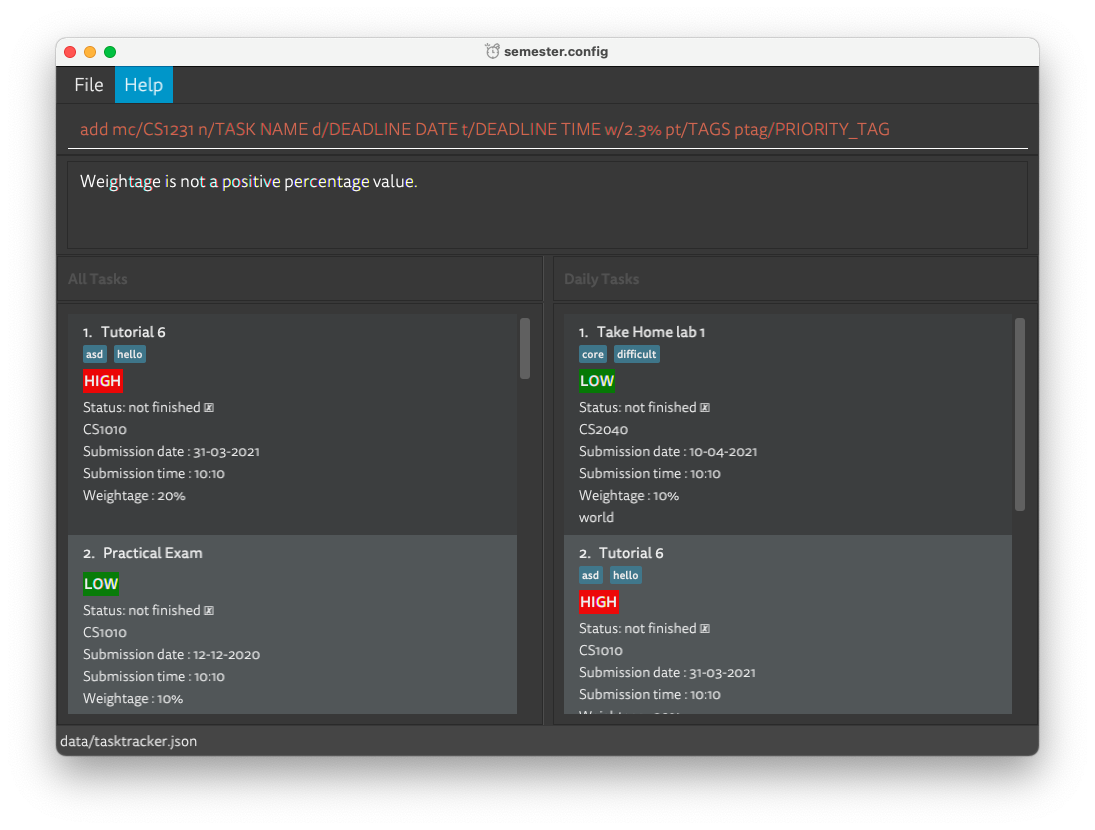 semester.config
File Help
add mc/CS1231 n/TASK NAME d/DEADLINE DATE t/DEADLINE TIME w/2.3% pt/TAGS ptag/PRIORITY_TAG
Weightage is not a positive percentage value.
All Tasks
1. Tutorial 6
asd hello
HIGH
Status: not finished
CS1010
Submission date : 31-03-2021
Submission time : 10:10
Weightage : 20%
2. Practical Exam
LOW
Status: not finished
CS1010
Submission date : 12-12-2020
Submission time : 10:10
Weightage : 10%
Daily Tasks
1. Take Home lab 1
core difficult
LOW
Status: not finished
CS2040
Submission date : 10-04-2021
Submission time : 10:10
Weightage : 10%
world
2. Tutorial 6
asd hello
HIGH
Status: not finished
CS1010
Submission date : 31-03-2021
Submission time : 10:10
data/tasktracker.json